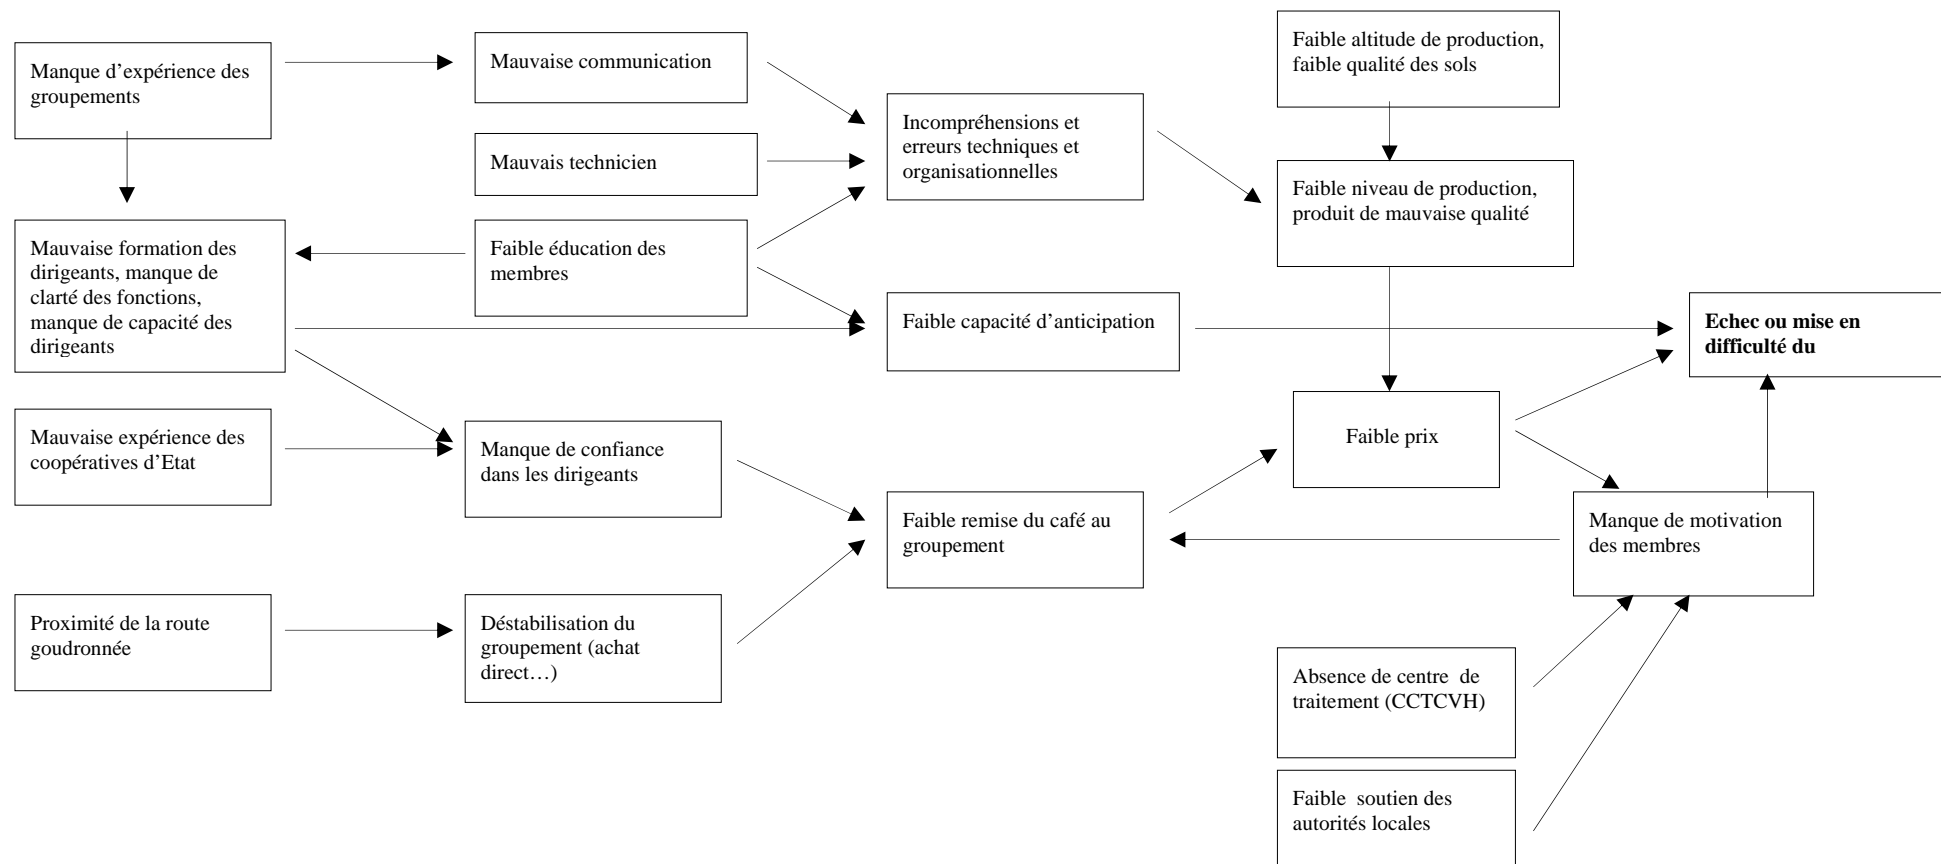 Manque d’expérience des
groupements
Mauvaise communication
Faible altitude de production,
faible qualité des sols
Mauvais technicien
Incompréhensions et
erreurs techniques et
organisationnelles
Faible niveau de production,
produit de mauvaise qualité
Mauvaise formation des
dirigeants, manque de
clarté des fonctions,
manque de capacité des
dirigeants
Faible éducation des
membres
Faible capacité d’anticipation
Echec ou mise en
difficulté du
Mauvaise expérience des
coopératives d’Etat
Manque de confiance
dans les dirigeants
Faible prix
Faible remise du café au
groupement
Manque de motivation
des membres
Proximité de la route
goudronnée
Déstabilisation du
groupement (achat
direct…)
Absence de centre  de
traitement (CCTCVH)
Faible  soutien des
autorités locales